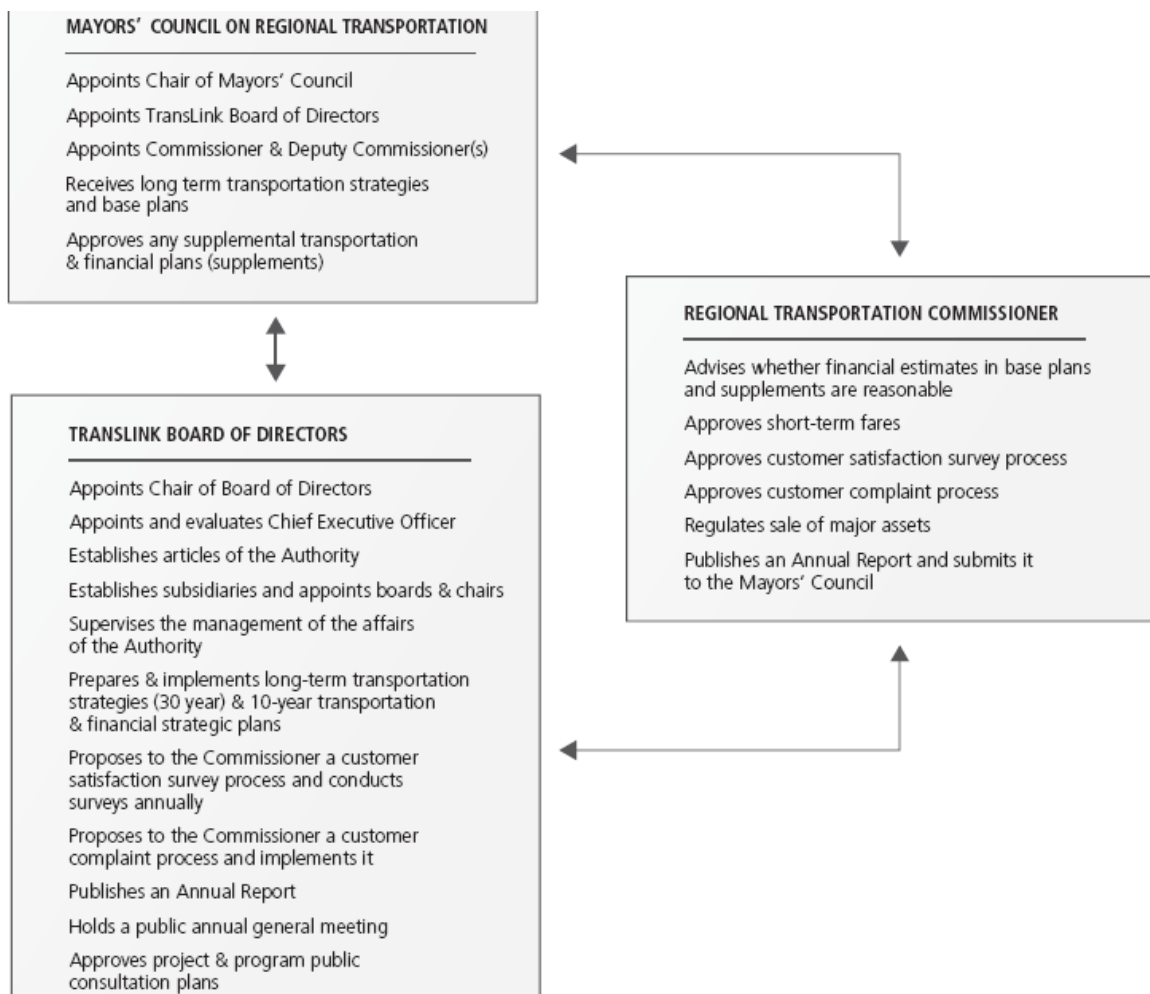 MAYORS' COUNCIL ON REGIONAL TRANSPORTATION
Appoints Chair of Mayors' Council
Appoints TransLink Board of Directors
Appoints Commissioner & Deputy Commissioner(s)
Receives long term transportation strategies
and base plans
Approves any supplemental transportation
& financial plans (supplements)
TRANSLINK BOARD OF DIRECTORS
Appoints Chair of Board of Directors
Appoints and evaluates Chief Executive Officer
Establishes articles of the Authority
Establishes subsidiaries and appoints boards & chairs
Supervises the management of the affairs
of the Authority
Prepares & implements long-term transportation
strategies (30 year) & 10-year transportation
& financial strategic plans
Proposes to the Commissioner a customer
satisfaction survey process and conducts
surveys annually
Proposes to the Commissioner a customer
complaint process and implements it
Publishes an Annual Report
Holds a public annual general meeting
Approves project & program public
consultation plans
REGIONAL TRANSPORTATION COMMISSIONER
Advises whether financial estimates in base plans
and supplements are reasonable
Approves short-term fares
Approves customer satisfaction survey process
Approves customer complaint process
Regulates sale of major assets
Publishes an Annual Report and submits it
to the Mayors' Council